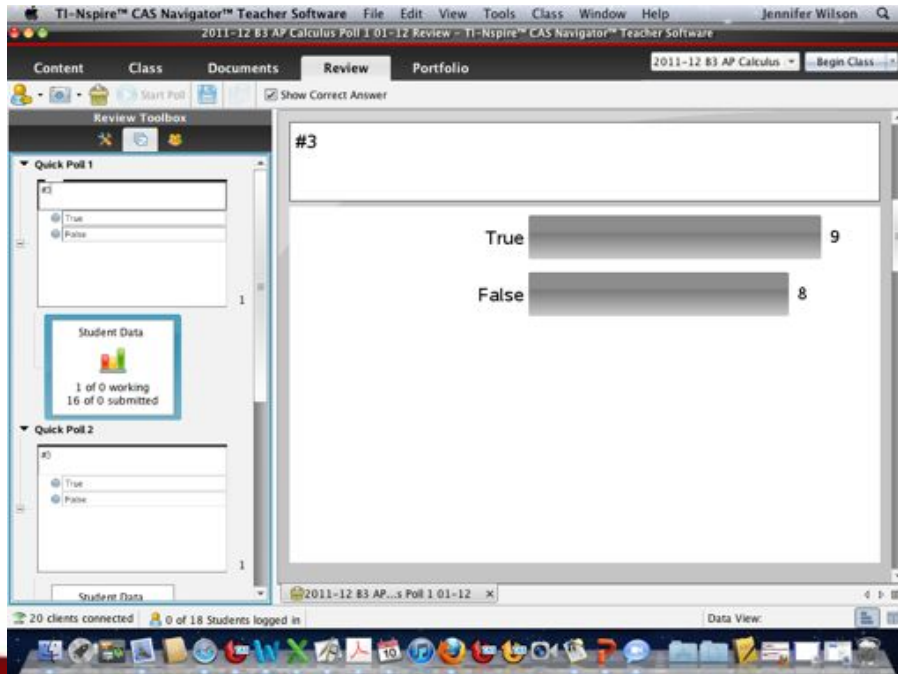 TI-Nspire™ CAS Navigator™ Teacher Software File Edit View Tools Class Window Help Jennifer Wilson
2011-12 B3 AP Calculus Poll 1 01-12 Review - TI-Nspire™ CAS Navigator™ Teacher Software
Content Class Documents Review Portfolio 2011-12 B3 AP Calculus Begin Class
Start Poll Show Correct Answer
Review Toolbox
Quick Poll 1
#3
True
False
1
Student Data
1 of 0 working
16 of 0 submitted
Quick Poll 2
#3
True
False
1
Student Data
#3
True 9
False 8
2011-12 B3 AP...s Poll 1 01-12
20 clients connected 0 of 18 Students logged in Data View: